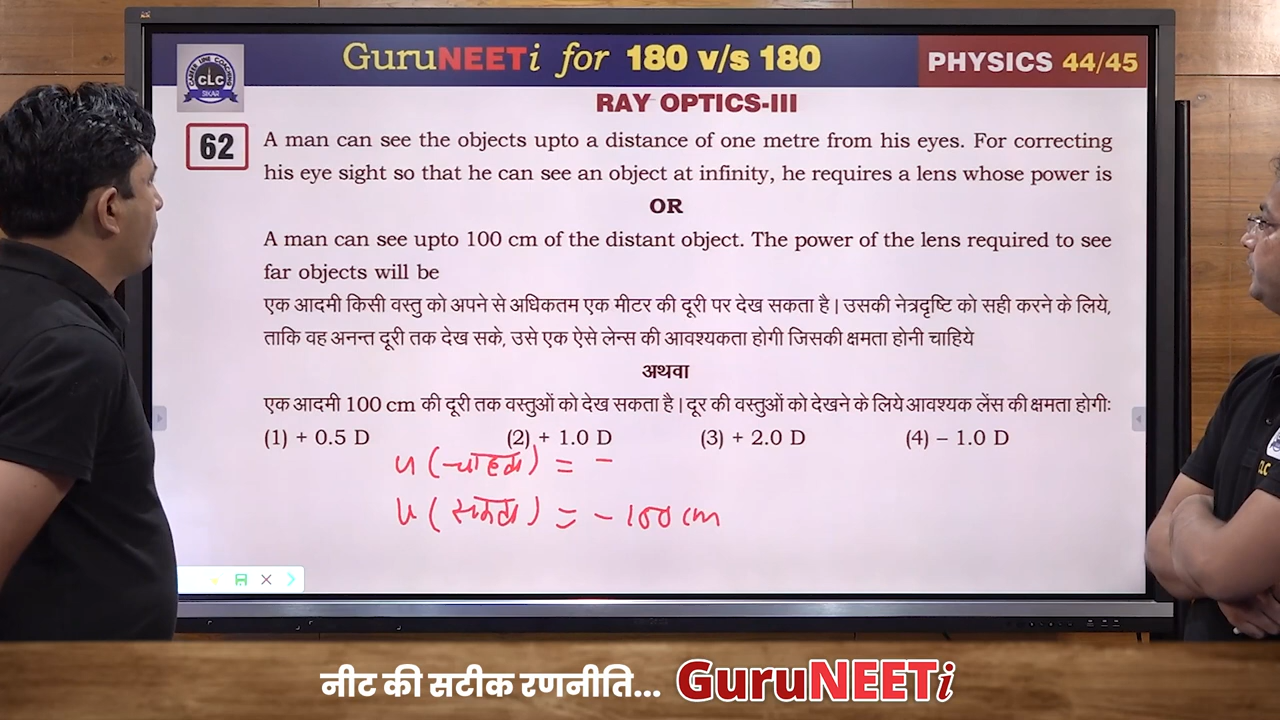 GuruNEETi for 180 v/s 180
PHYSICS 44/45
CAREER LINE COACHING
CLC
SIKAR
RAY OPTICS-III
62
A man can see the objects upto a distance of one metre from his eyes. For correcting
his eye sight so that he can see an object at infinity, he requires a lens whose power is
OR
A man can see upto 100 cm of the distant object. The power of the lens required to see
far objects will be
एक आदमी किसी वस्तु को अपने से अधिकतम एक मीटर की दूरी पर देख सकता है। उसकी नेत्रदृष्टि को सही करने के लिये,
ताकि वह अनन्त दूरी तक देख सके, उसे एक ऐसे लेन्स की आवश्यकता होगी जिसकी क्षमता होनी चाहिये
अथवा
एक आदमी 100 cm की दूरी तक वस्तुओं को देख सकता है। दूर की वस्तुओं को देखने के लिये आवश्यक लेंस की क्षमता होगीः
(1) + 0.5 D (2) + 1.0 D (3) + 2.0 D (4) – 1.0 D
u (चाहता) = –
u (सकता) = – 100 cm
नीट की सटीक रणनीति... GuruNEETi